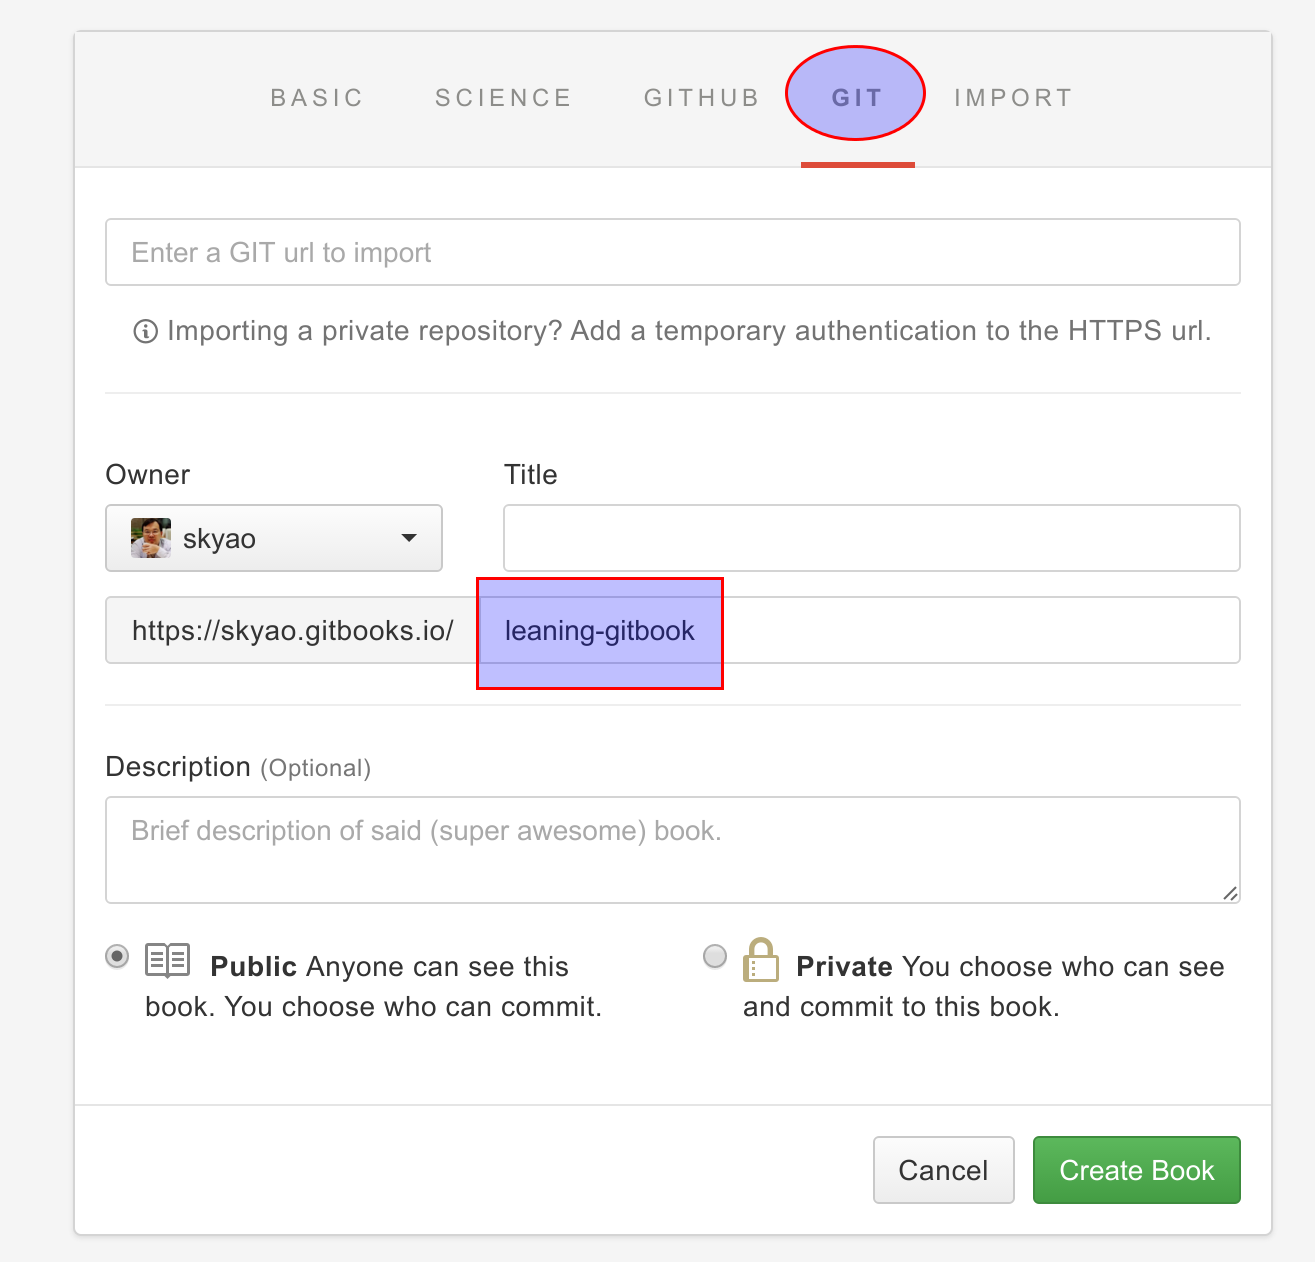 BASIC SCIENCE GITHUB GIT IMPORT
Enter a GIT url to import
Importing a private repository? Add a temporary authentication to the HTTPS url.
Owner Title
skyao
https://skyao.gitbooks.io/ leaning-gitbook
Description (Optional)
Brief description of said (super awesome) book.
Public Anyone can see this
book. You choose who can commit.
Private You choose who can see
and commit to this book.
Cancel Create Book